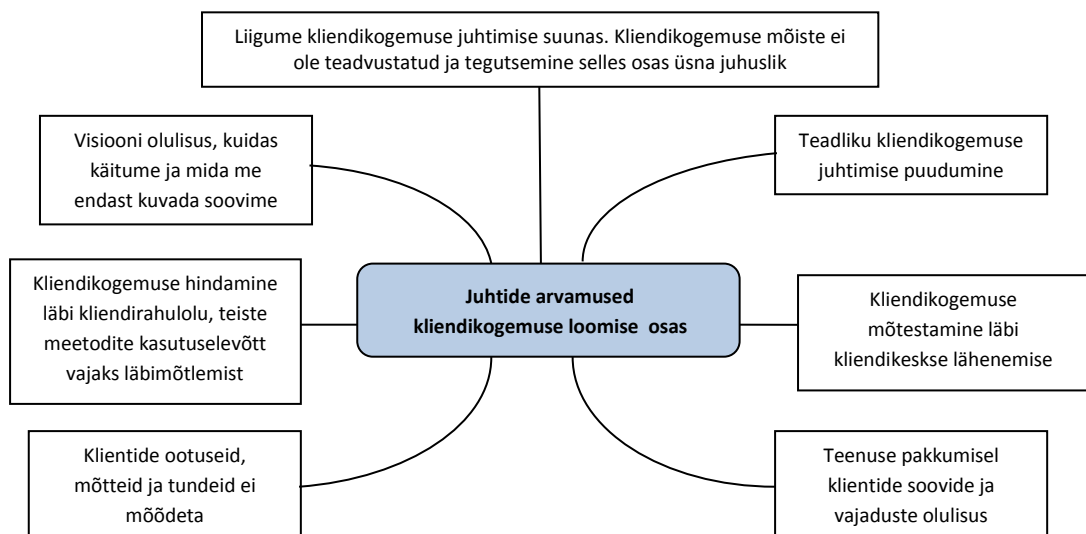 Liigume kliendikogemuse juhtimise suunas. Kliendikogemuse mõiste ei
ole teadvustatud ja tegutsemine selles osas üsna juhuslik
Visiooni olulisus, kuidas
käitume ja mida me
endast kuvada soovime
Teadliku kliendikogemuse
juhtimise puudumine
Kliendikogemuse hindamine
läbi kliendirahulolu, teiste
meetodite kasutuselevõtt
vajaks läbimõtlemist
Juhtide arvamused
kliendikogemuse loomise osas
Kliendikogemuse
mõtestamine läbi
kliendikeskse lähenemise
Klientide ootuseid,
mõtteid ja tundeid ei
mõõdeta
Teenuse pakkumisel
klientide soovide ja
vajaduste olulisus